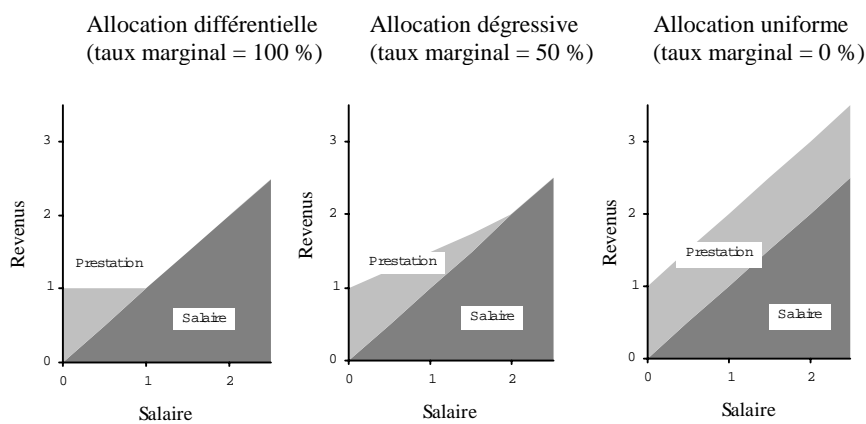 Allocation différentielle
(taux marginal = 100 %)
Allocation dégressive
(taux marginal = 50 %)
Allocation uniforme
(taux marginal = 0 %)
Revenus
3
2
1
0
Prestation
Salaire
0 1 2
Salaire
Revenus
3
2
1
0
Prestation
Salaire
0 1 2
Salaire
Revenus
3
2
1
0
Prestation
Salaire
0 1 2
Salaire